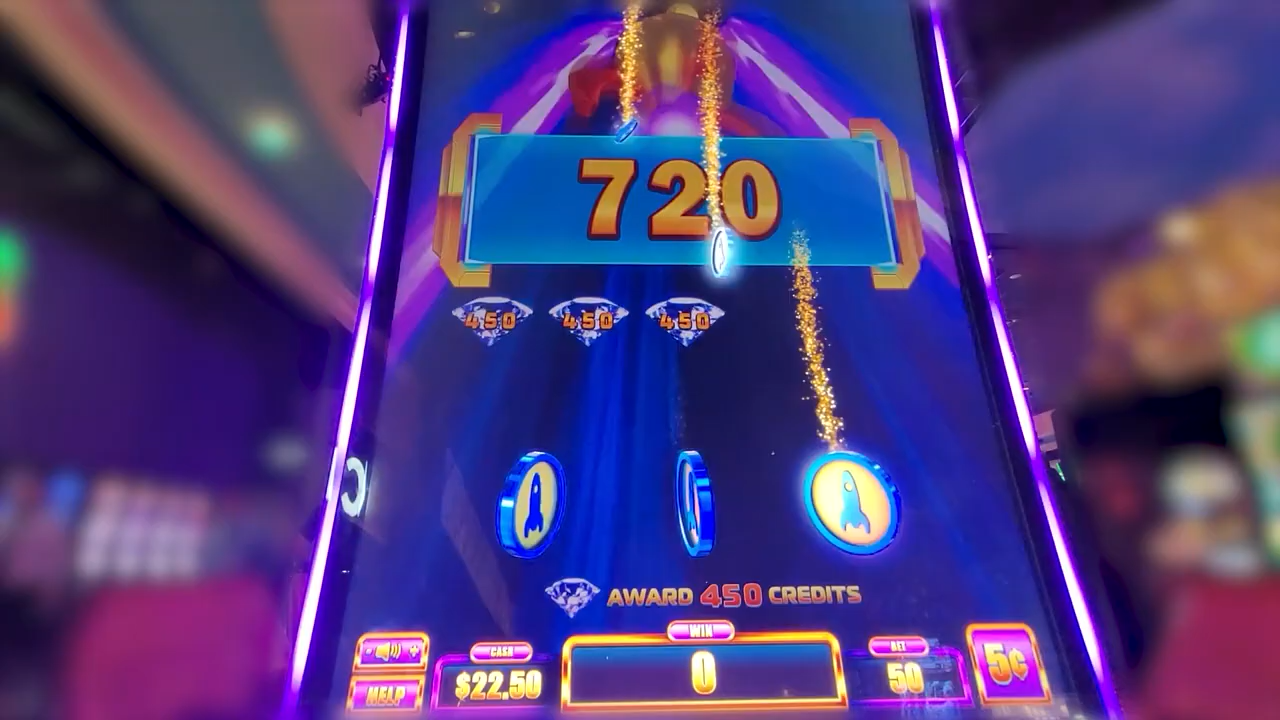 720
450 450 450
AWARD 450 CREDITS
WIN
CASH
BET
- +
HELP
$22.50
0
50
5¢